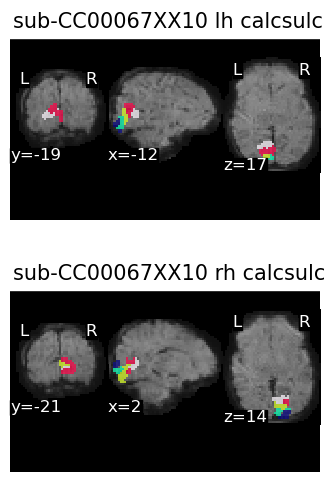 sub-CC00067XX10 lh calcsulc
L R L R
y=-19 x=-12 z=17
sub-CC00067XX10 rh calcsulc
L R L R
y=-21 x=2 z=14